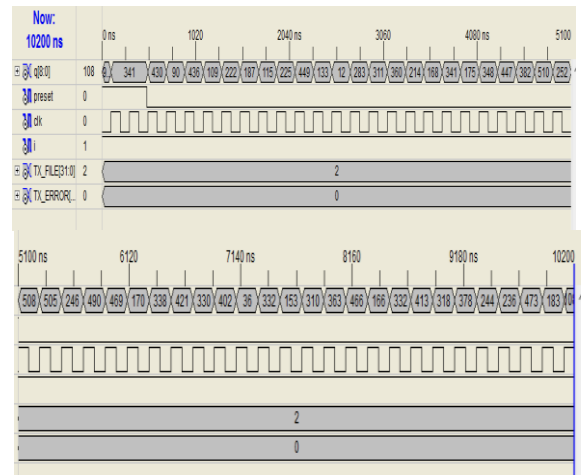 Now:
10200 ns
0 ns 1020 2040 ns 3060 4080 ns 5100
q[8:0] 108 341 430 90 436 109 222 187 115 225 449 133 12 283 311 360 214 168 341 175 348 447 382 510 252
preset 0
clk 0
i 1
TX_FILE[31:0] 2 2
TX_ERROR[... 0 0
5100 ns 6120 7140 ns 8160 9180 ns 10200
508 505 246 490 469 170 338 421 330 402 36 332 153 310 363 466 166 332 413 318 378 244 236 473 183
2
0